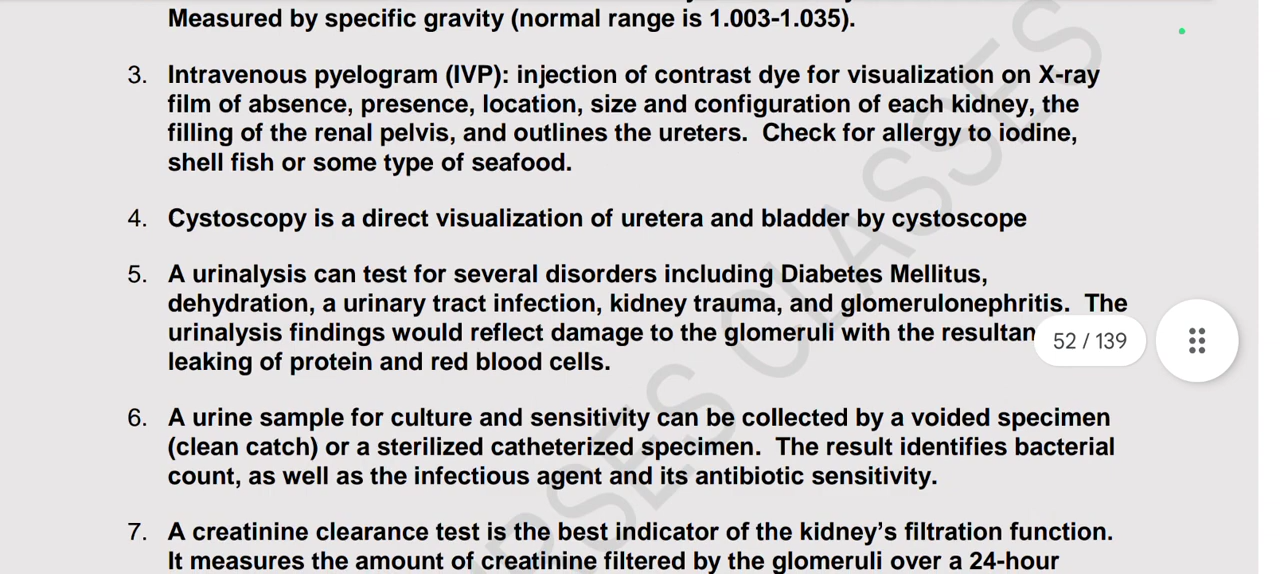 Measured by specific gravity (normal range is 1.003-1.035).
3. Intravenous pyelogram (IVP): injection of contrast dye for visualization on X-ray
film of absence, presence, location, size and configuration of each kidney, the
filling of the renal pelvis, and outlines the ureters. Check for allergy to iodine,
shell fish or some type of seafood.
4. Cystoscopy is a direct visualization of uretera and bladder by cystoscope
5. A urinalysis can test for several disorders including Diabetes Mellitus,
dehydration, a urinary tract infection, kidney trauma, and glomerulonephritis. The
urinalysis findings would reflect damage to the glomeruli with the resultan
52 / 139
leaking of protein and red blood cells.
6. A urine sample for culture and sensitivity can be collected by a voided specimen
(clean catch) or a sterilized catheterized specimen. The result identifies bacterial
count, as well as the infectious agent and its antibiotic sensitivity.
7. A creatinine clearance test is the best indicator of the kidney's filtration function.
It measures the amount of creatinine filtered by the glomeruli over a 24-hour
CLASSES